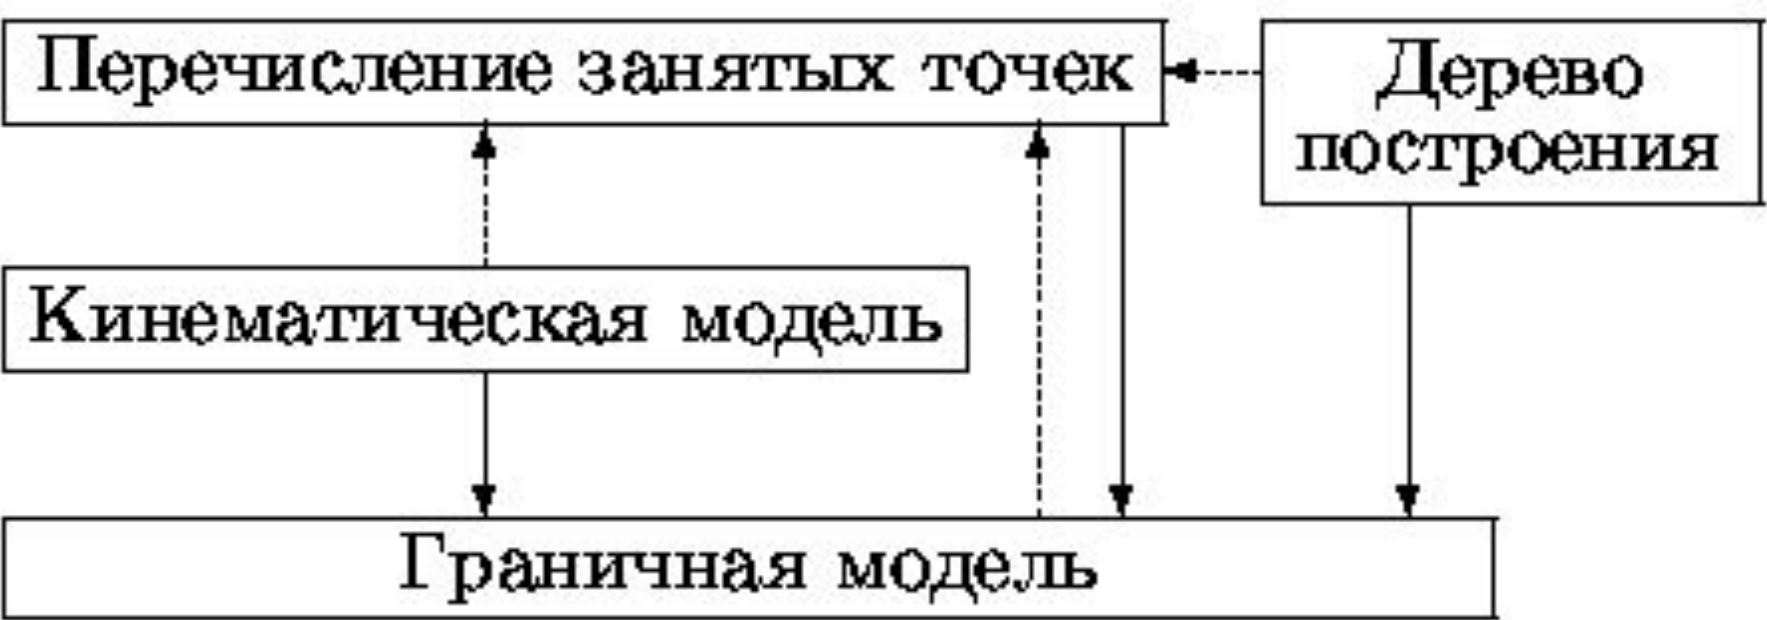 Перечисление занятых точек
Дерево
построения
Кинематическая модель
Граничная модель